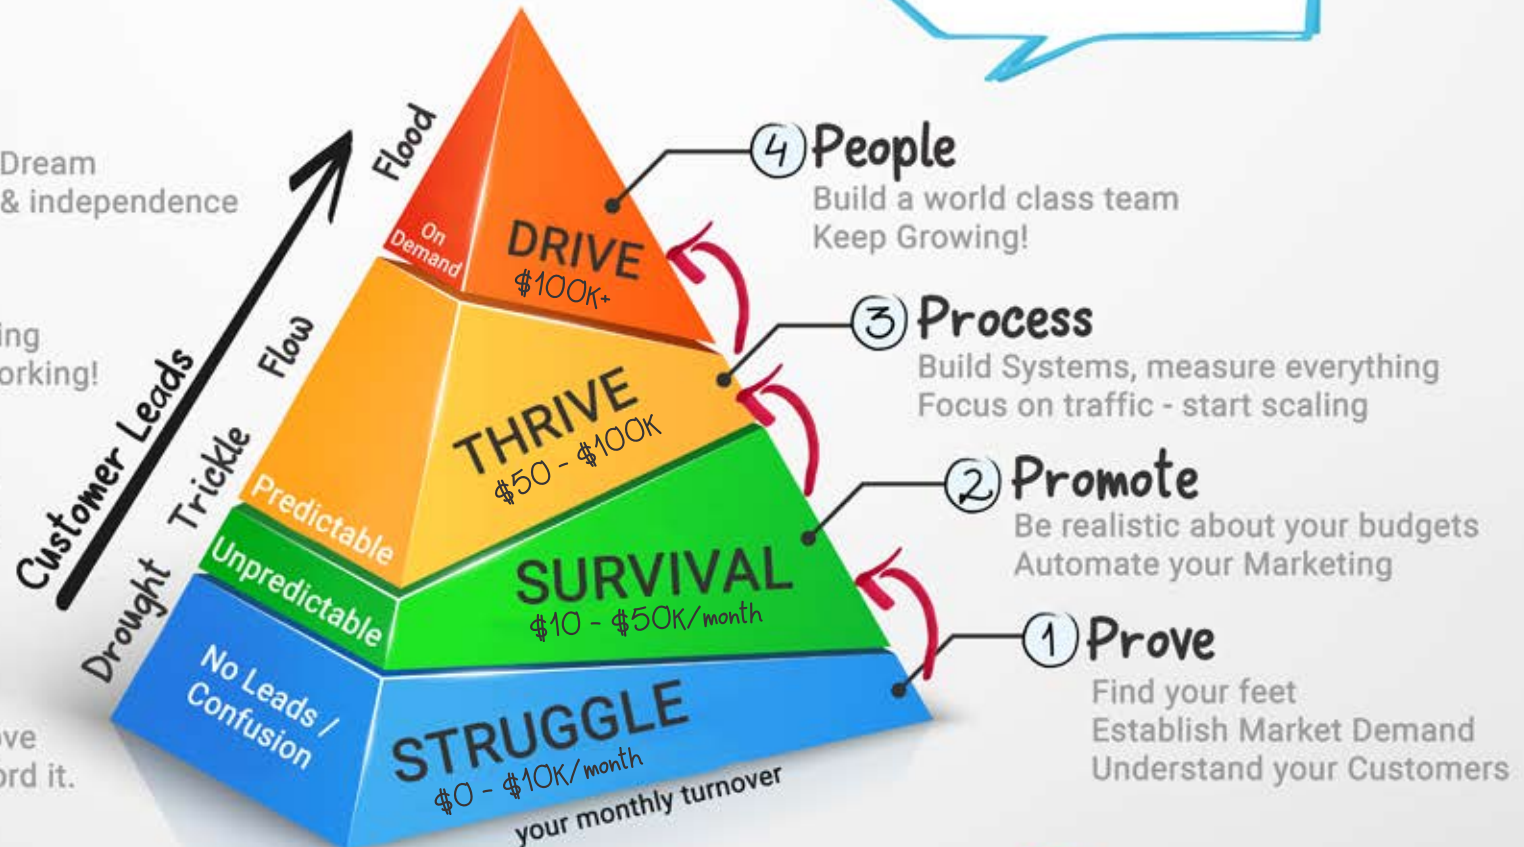 Dream
& independence
ing
orking!
ove
ord it.
Customer Leads
Flood
Flow
Trickle
Drought
On
Demand
DRIVE
$100K+
Predictable
THRIVE
$50 - $100K
Unpredictable
SURVIVAL
$10 - $50K/month
No Leads /
Confusion
STRUGGLE
$0 - $10K/month
your monthly turnover
4 People
Build a world class team
Keep Growing!
3 Process
Build Systems, measure everything
Focus on traffic - start scaling
2 Promote
Be realistic about your budgets
Automate your Marketing
1 Prove
Find your feet
Establish Market Demand
Understand your Customers